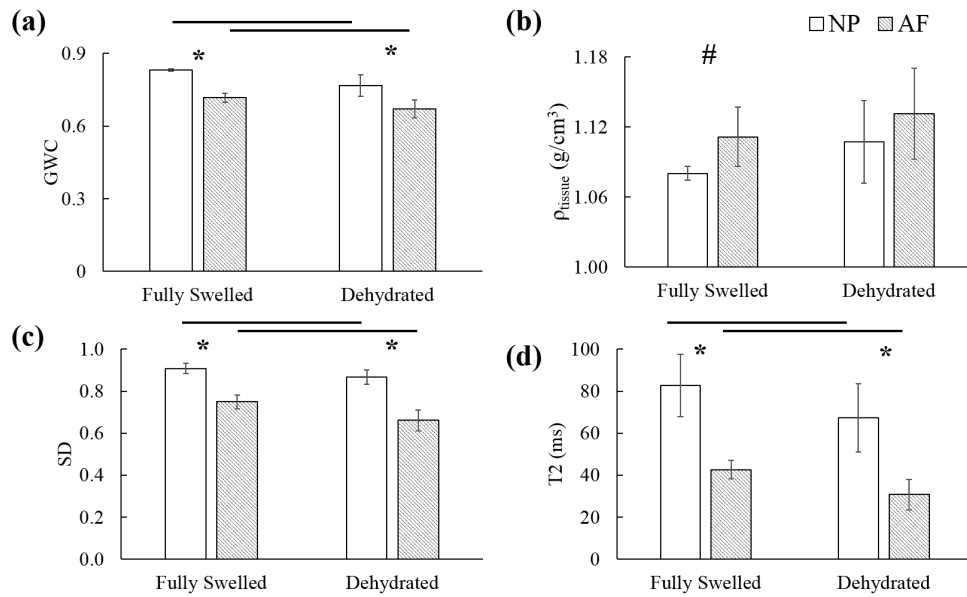 (a)
GWC
0.9
0.6
0.3
0
*
*
Fully Swelled
Dehydrated
(b)
NP
AF
ρtissue (g/cm³)
1.18
1.12
1.06
1.00
#
Fully Swelled
Dehydrated
(c)
SD
1.0
0.8
0.6
0.4
0.2
0.0
*
*
Fully Swelled
Dehydrated
(d)
T2 (ms)
100
80
60
40
20
0
*
*
Fully Swelled
Dehydrated